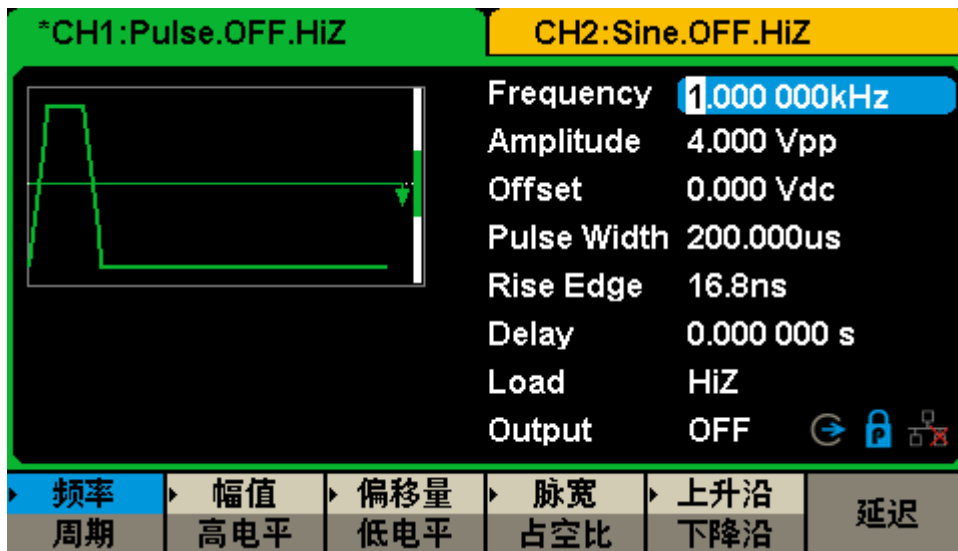 *CH1:Pulse.OFF.HiZ CH2:Sine.OFF.HiZ
Frequency 1.000 000kHz
Amplitude 4.000 Vpp
Offset 0.000 Vdc
Pulse Width 200.000us
Rise Edge 16.8ns
Delay 0.000 000 s
Load HiZ
Output OFF P
频率 幅值 偏移量 脉宽 上升沿 延迟
周期 高电平 低电平 占空比 下降沿